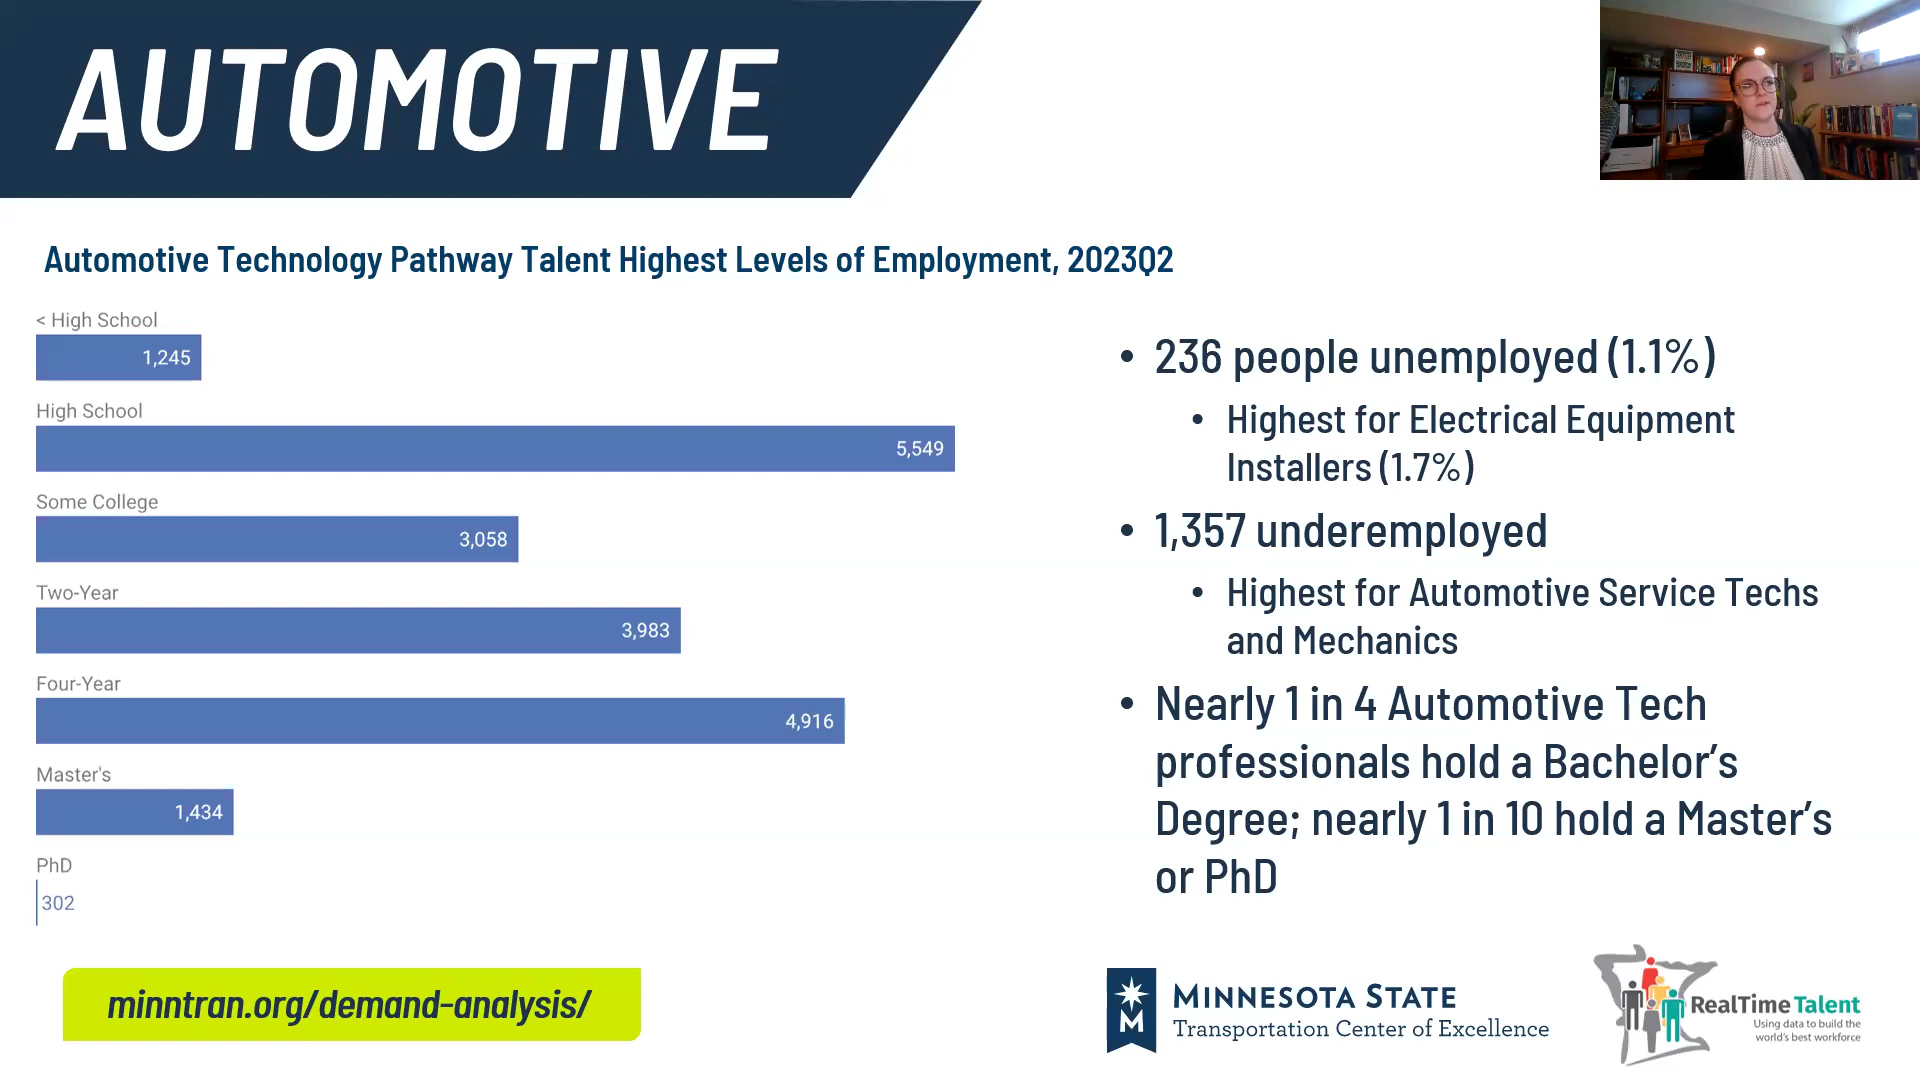 AUTOMOTIVE
Automotive Technology Pathway Talent Highest Levels of Employment, 2023Q2
< High School
1,245
High School
5,549
Some College
3,058
Two-Year
3,983
Four-Year
4,916
Master's
1,434
PhD
302
• 236 people unemployed (1.1%)
• Highest for Electrical Equipment
Installers (1.7%)
• 1,357 underemployed
• Highest for Automotive Service Techs
and Mechanics
• Nearly 1 in 4 Automotive Tech
professionals hold a Bachelor’s
Degree; nearly 1 in 10 hold a Master’s
or PhD
minntran.org/demand-analysis/
M
MINNESOTA STATE
Transportation Center of Excellence
RealTime Talent
Using data to build the
world's best workforce